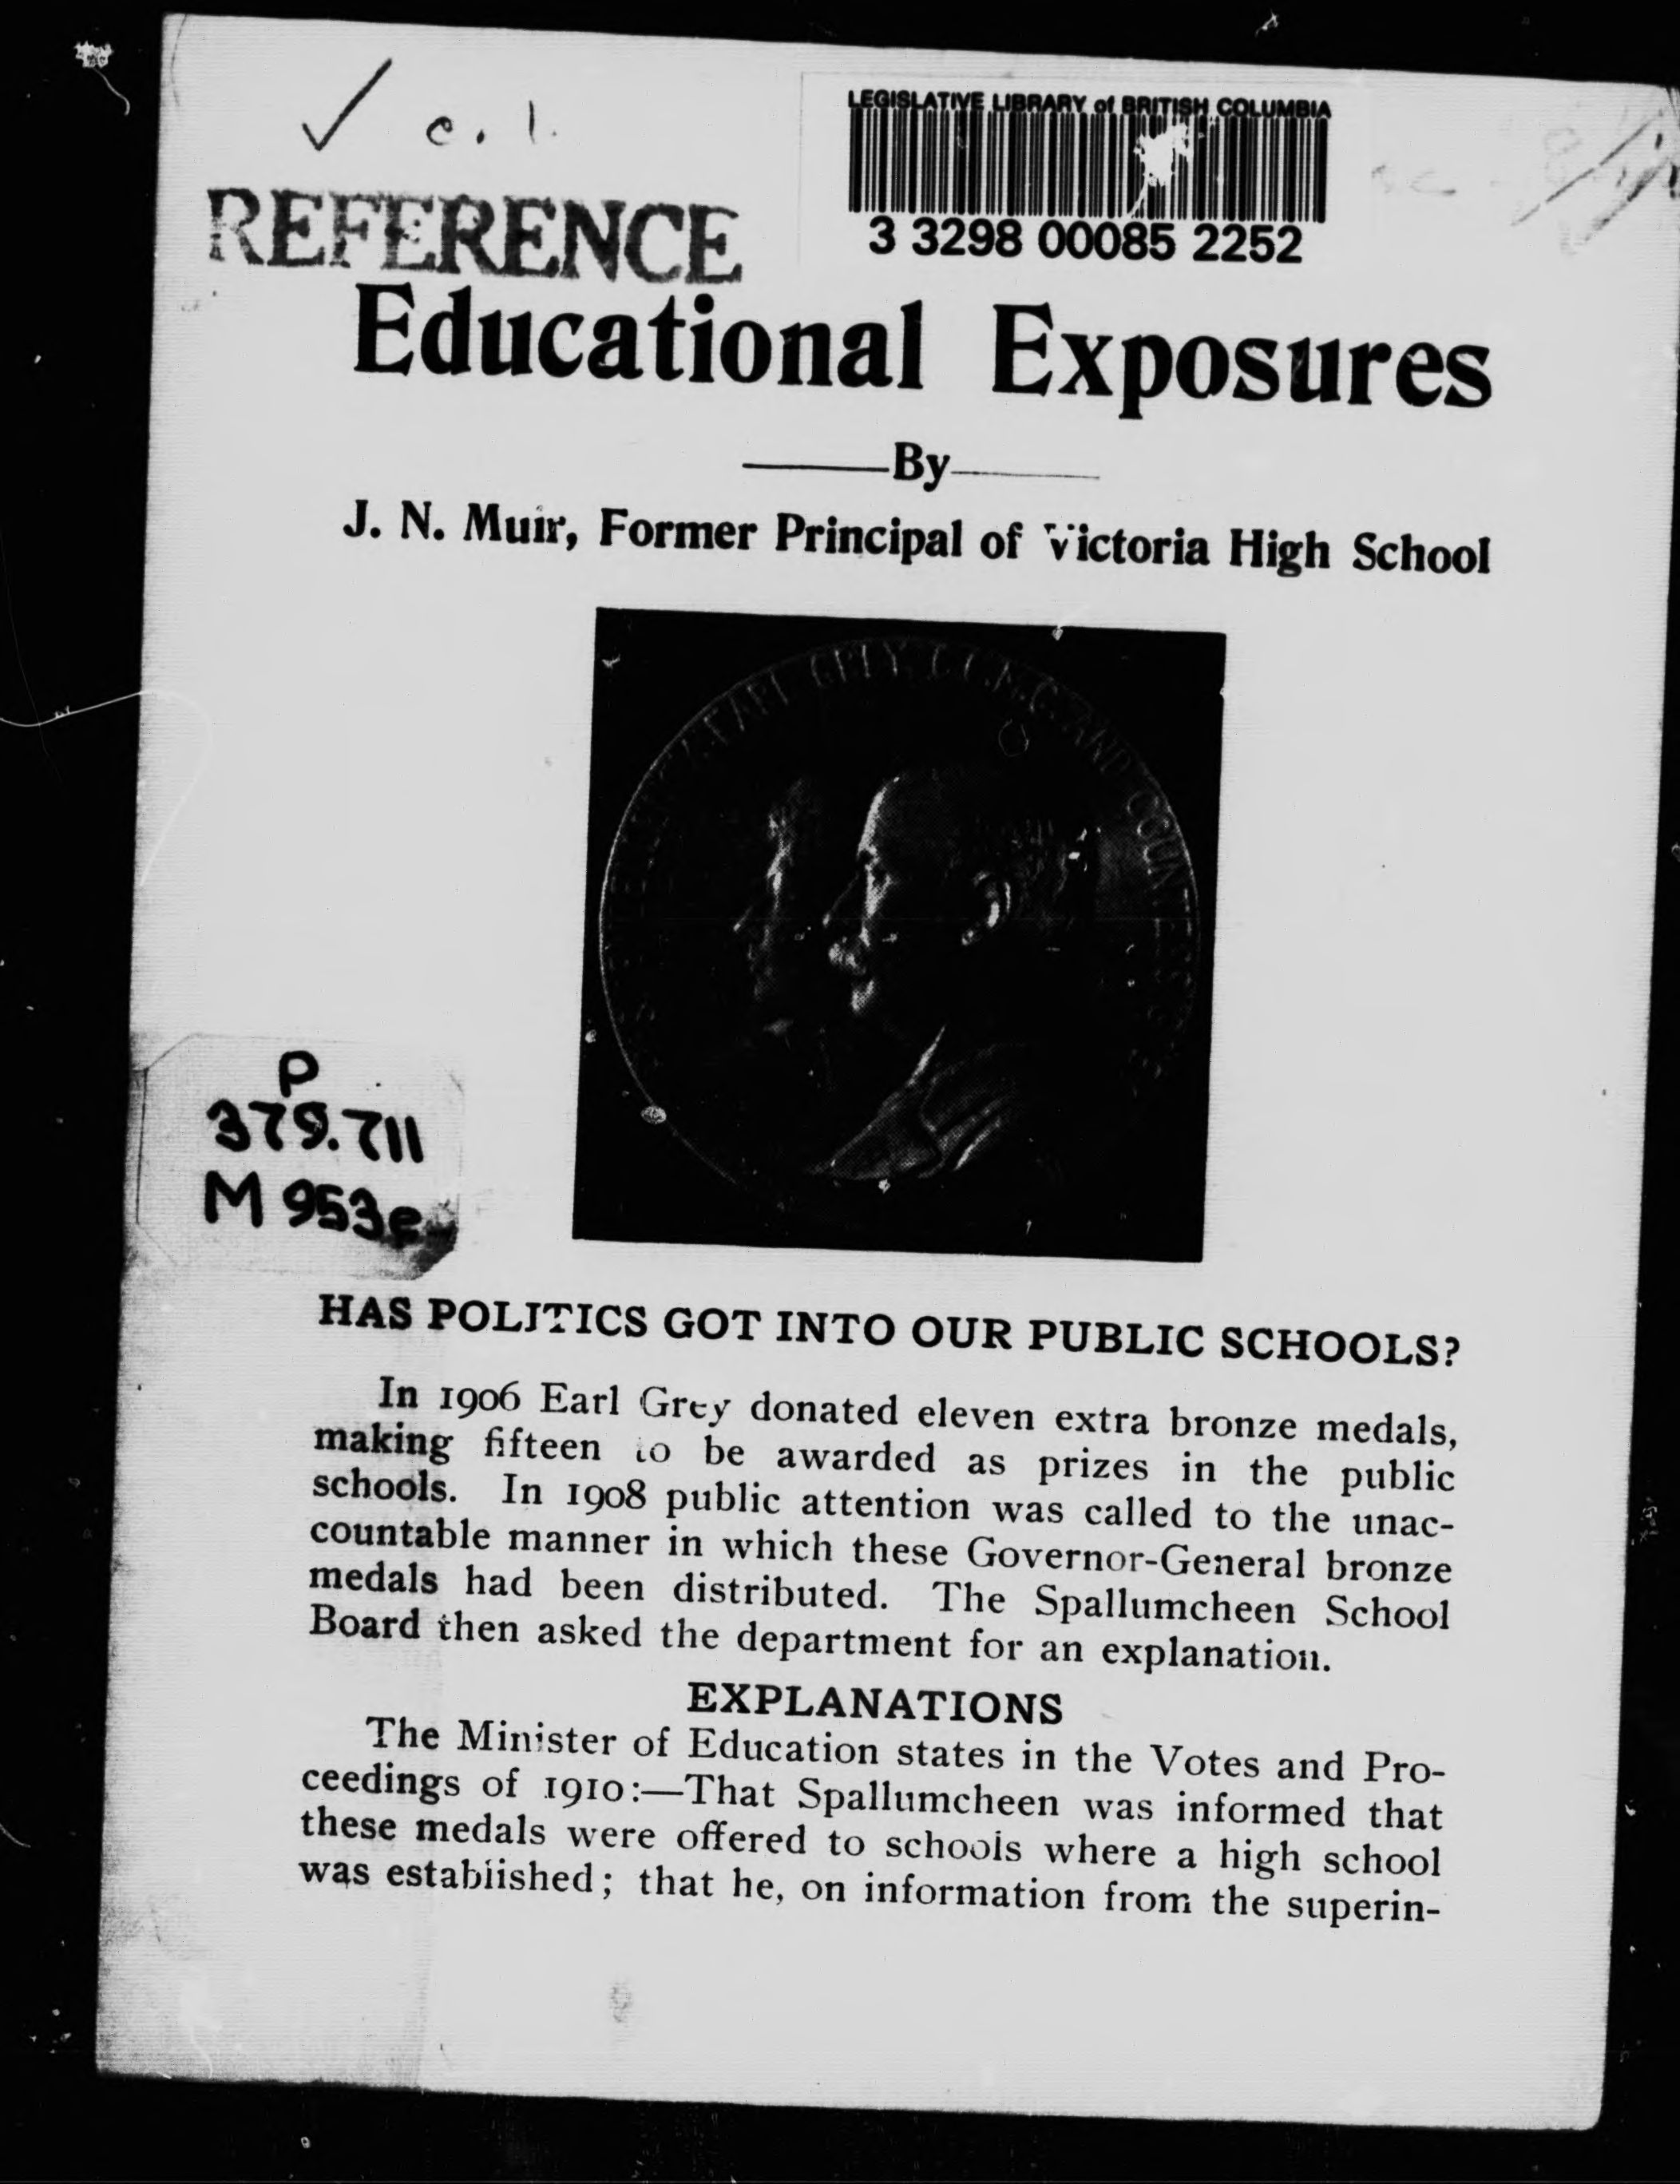 ✓ c. 1.
LEGISLATIVE LIBRARY of BRITISH COLUMBIA
3 3298 00085 2252
REFERENCE
Educational Exposures
By
J. N. Muir, Former Principal of Victoria High School
EARL GREY, G.C.M.G. AND COUNTESS
P
379.711
M 953e
HAS POLITICS GOT INTO OUR PUBLIC SCHOOLS?
In 1906 Earl Grey donated eleven extra bronze medals,
making fifteen to be awarded as prizes in the public
schools. In 1908 public attention was called to the unac-
countable manner in which these Governor-General bronze
medals had been distributed. The Spallumcheen School
Board then asked the department for an explanation.
EXPLANATIONS
The Minister of Education states in the Votes and Pro-
ceedings of 1910:—That Spallumcheen was informed that
these medals were offered to schools where a high school
was established; that he, on information from the superin-